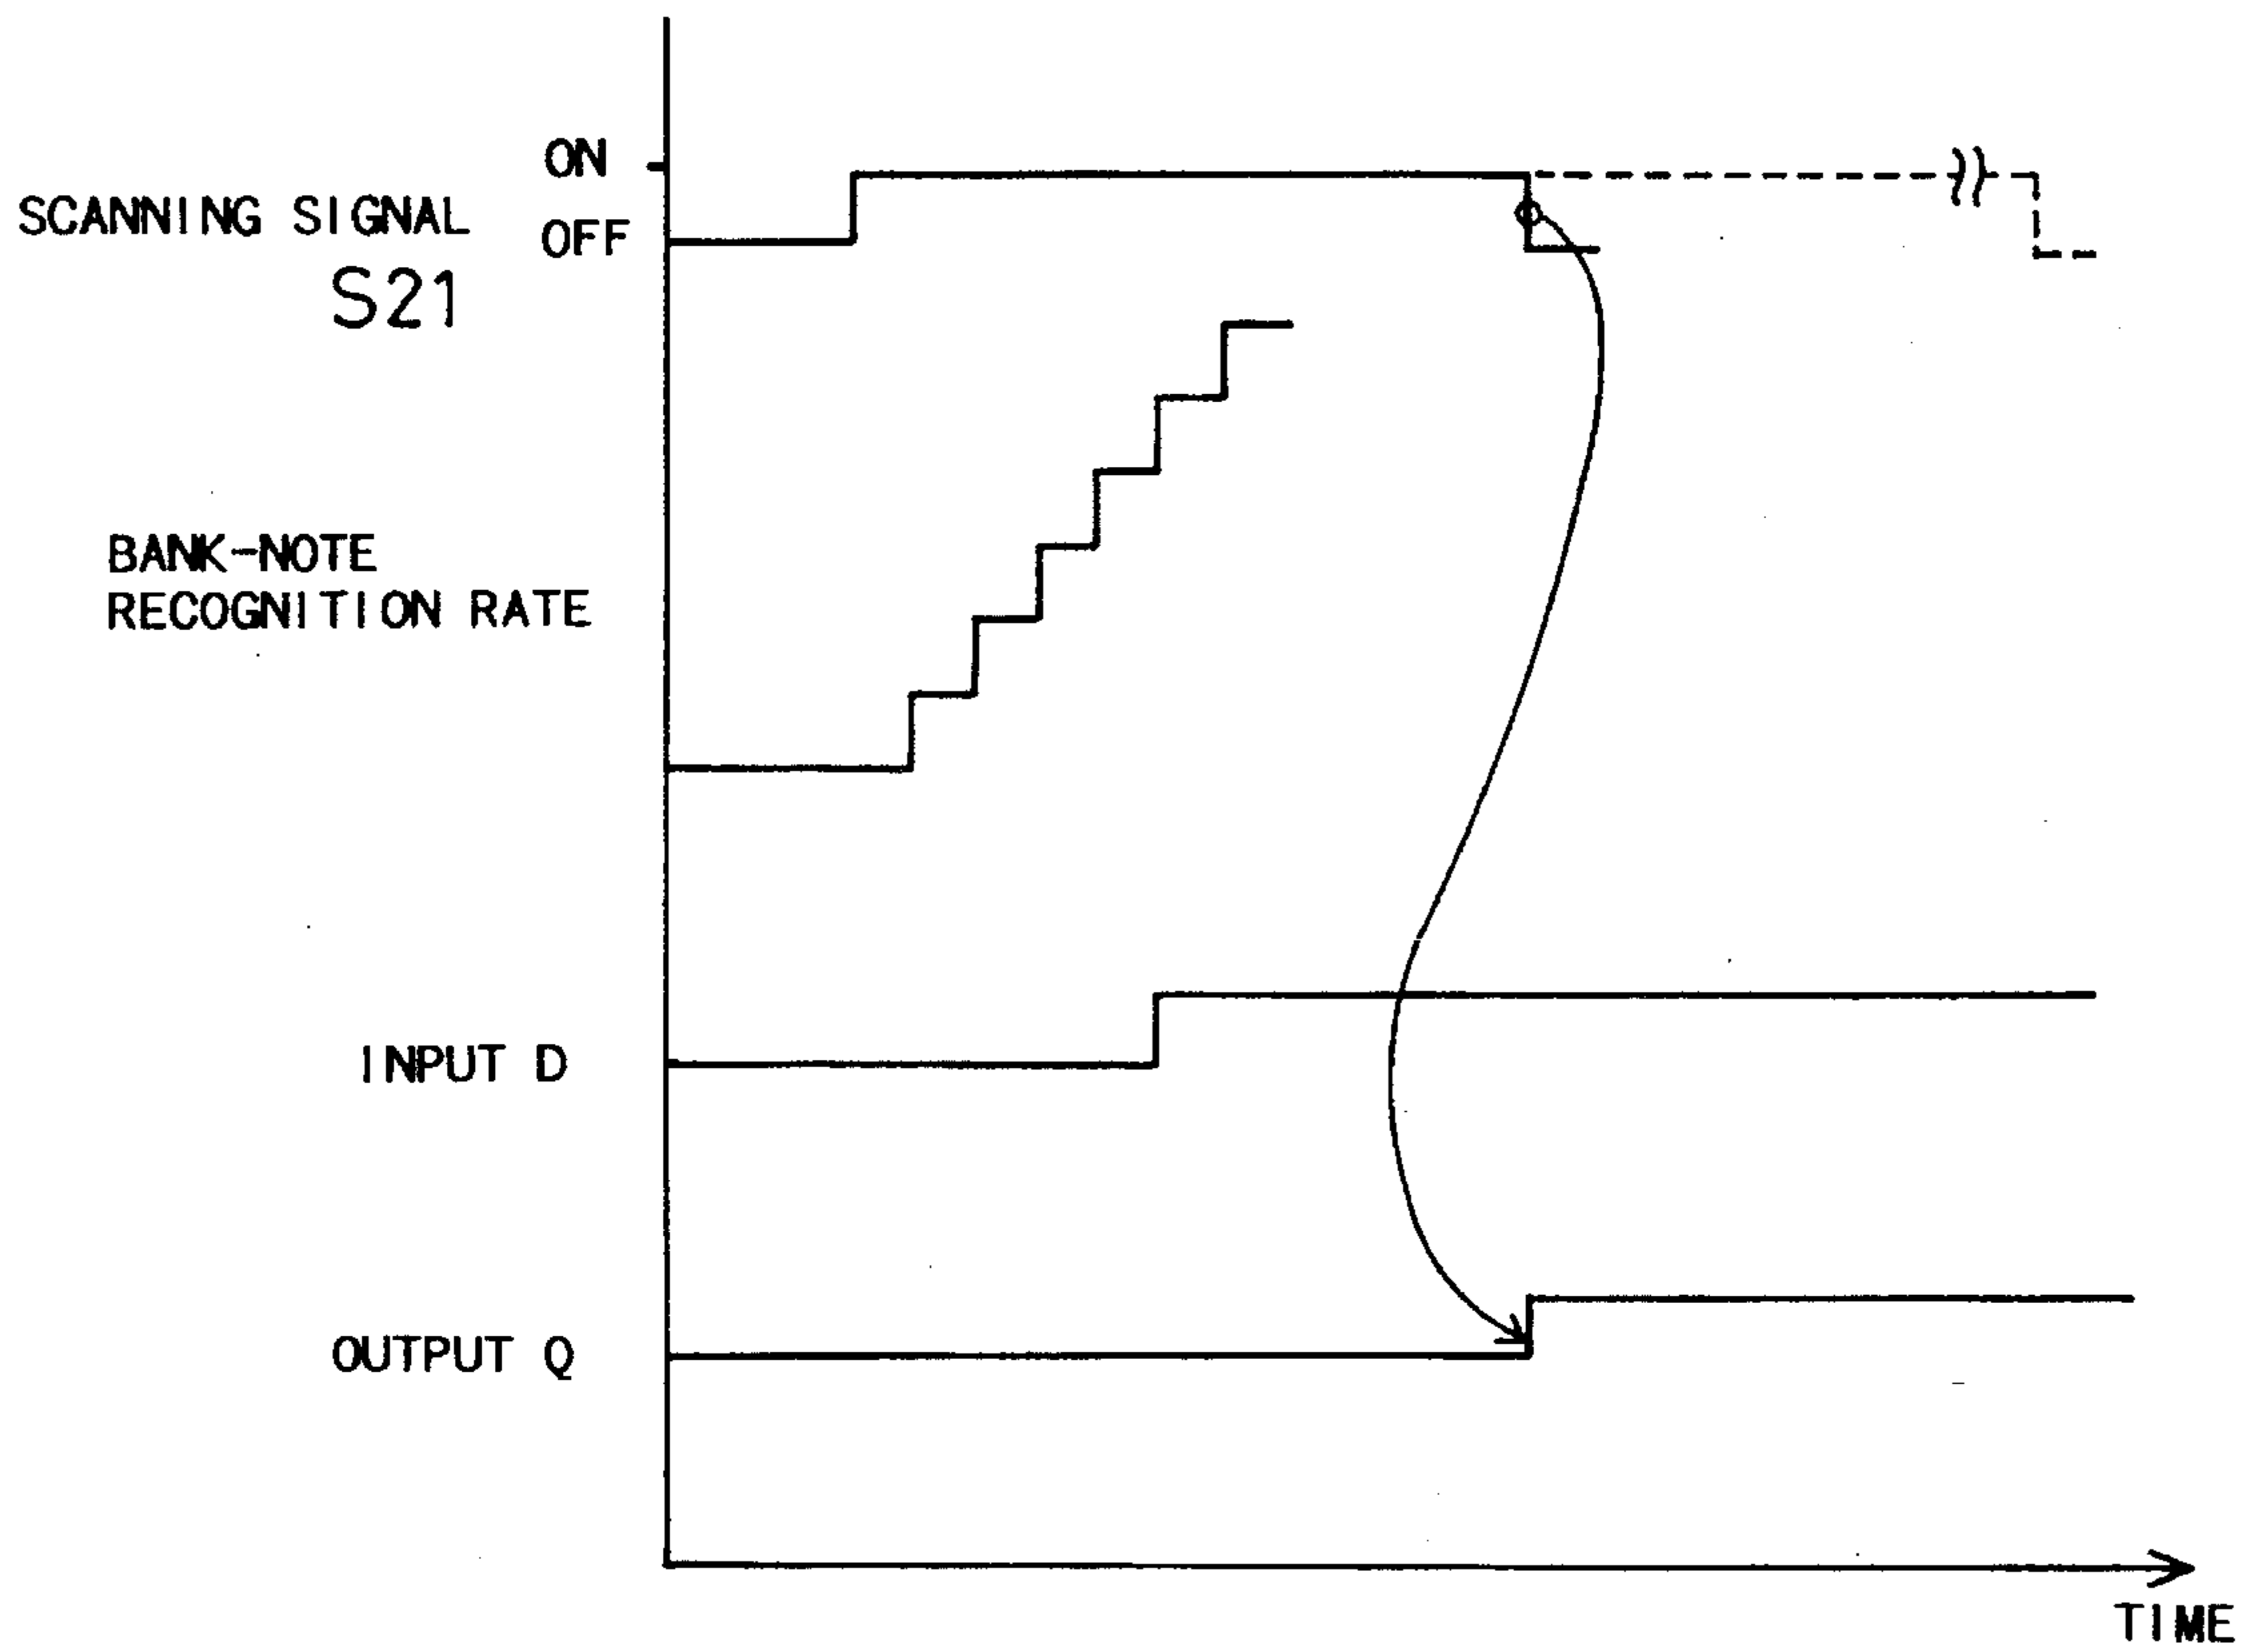 ON
SCANNING SIGNAL
OFF
S21
BANK-NOTE
RECOGNITION RATE
INPUT D
OUTPUT Q
TIME